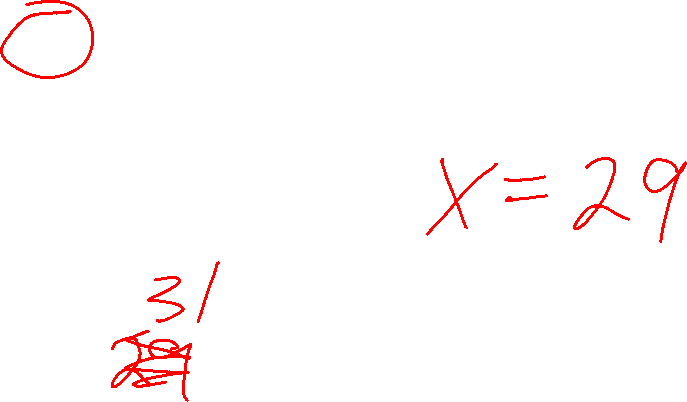 x = 29
31